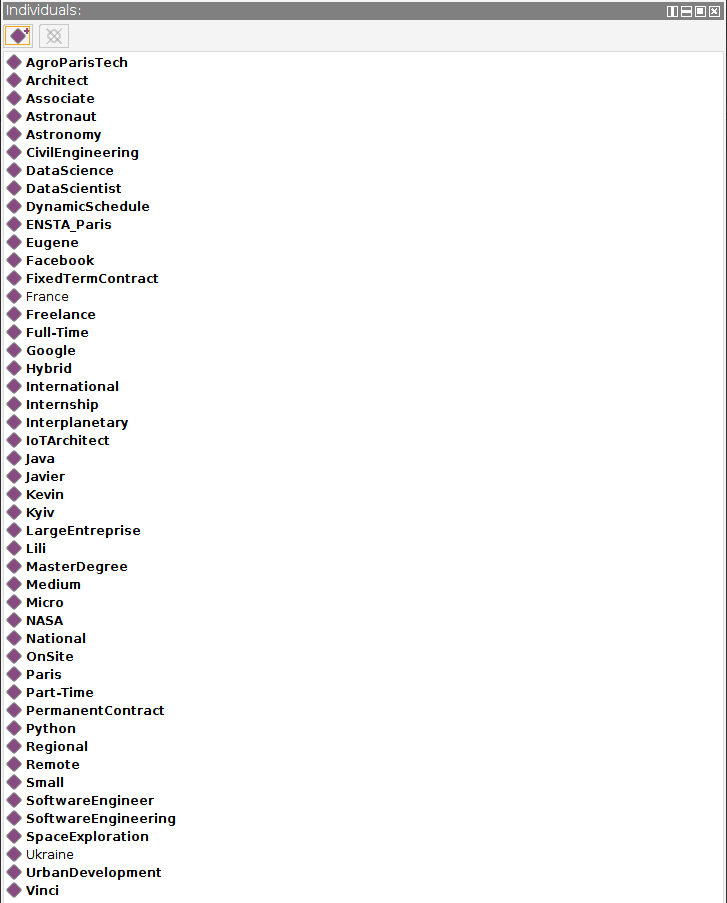 Individuals:
AgroParisTech
Architect
Associate
Astronaut
Astronomy
CivilEngineering
DataScience
DataScientist
DynamicSchedule
ENSTA_Paris
Eugene
Facebook
FixedTermContract
France
Freelance
Full-Time
Google
Hybrid
International
Internship
Interplanetary
IoTArchitect
Java
Javier
Kevin
Kyiv
LargeEntreprise
Lili
MasterDegree
Medium
Micro
NASA
National
OnSite
Paris
Part-Time
PermanentContract
Python
Regional
Remote
Small
SoftwareEngineer
SoftwareEngineering
SpaceExploration
Ukraine
UrbanDevelopment
Vinci